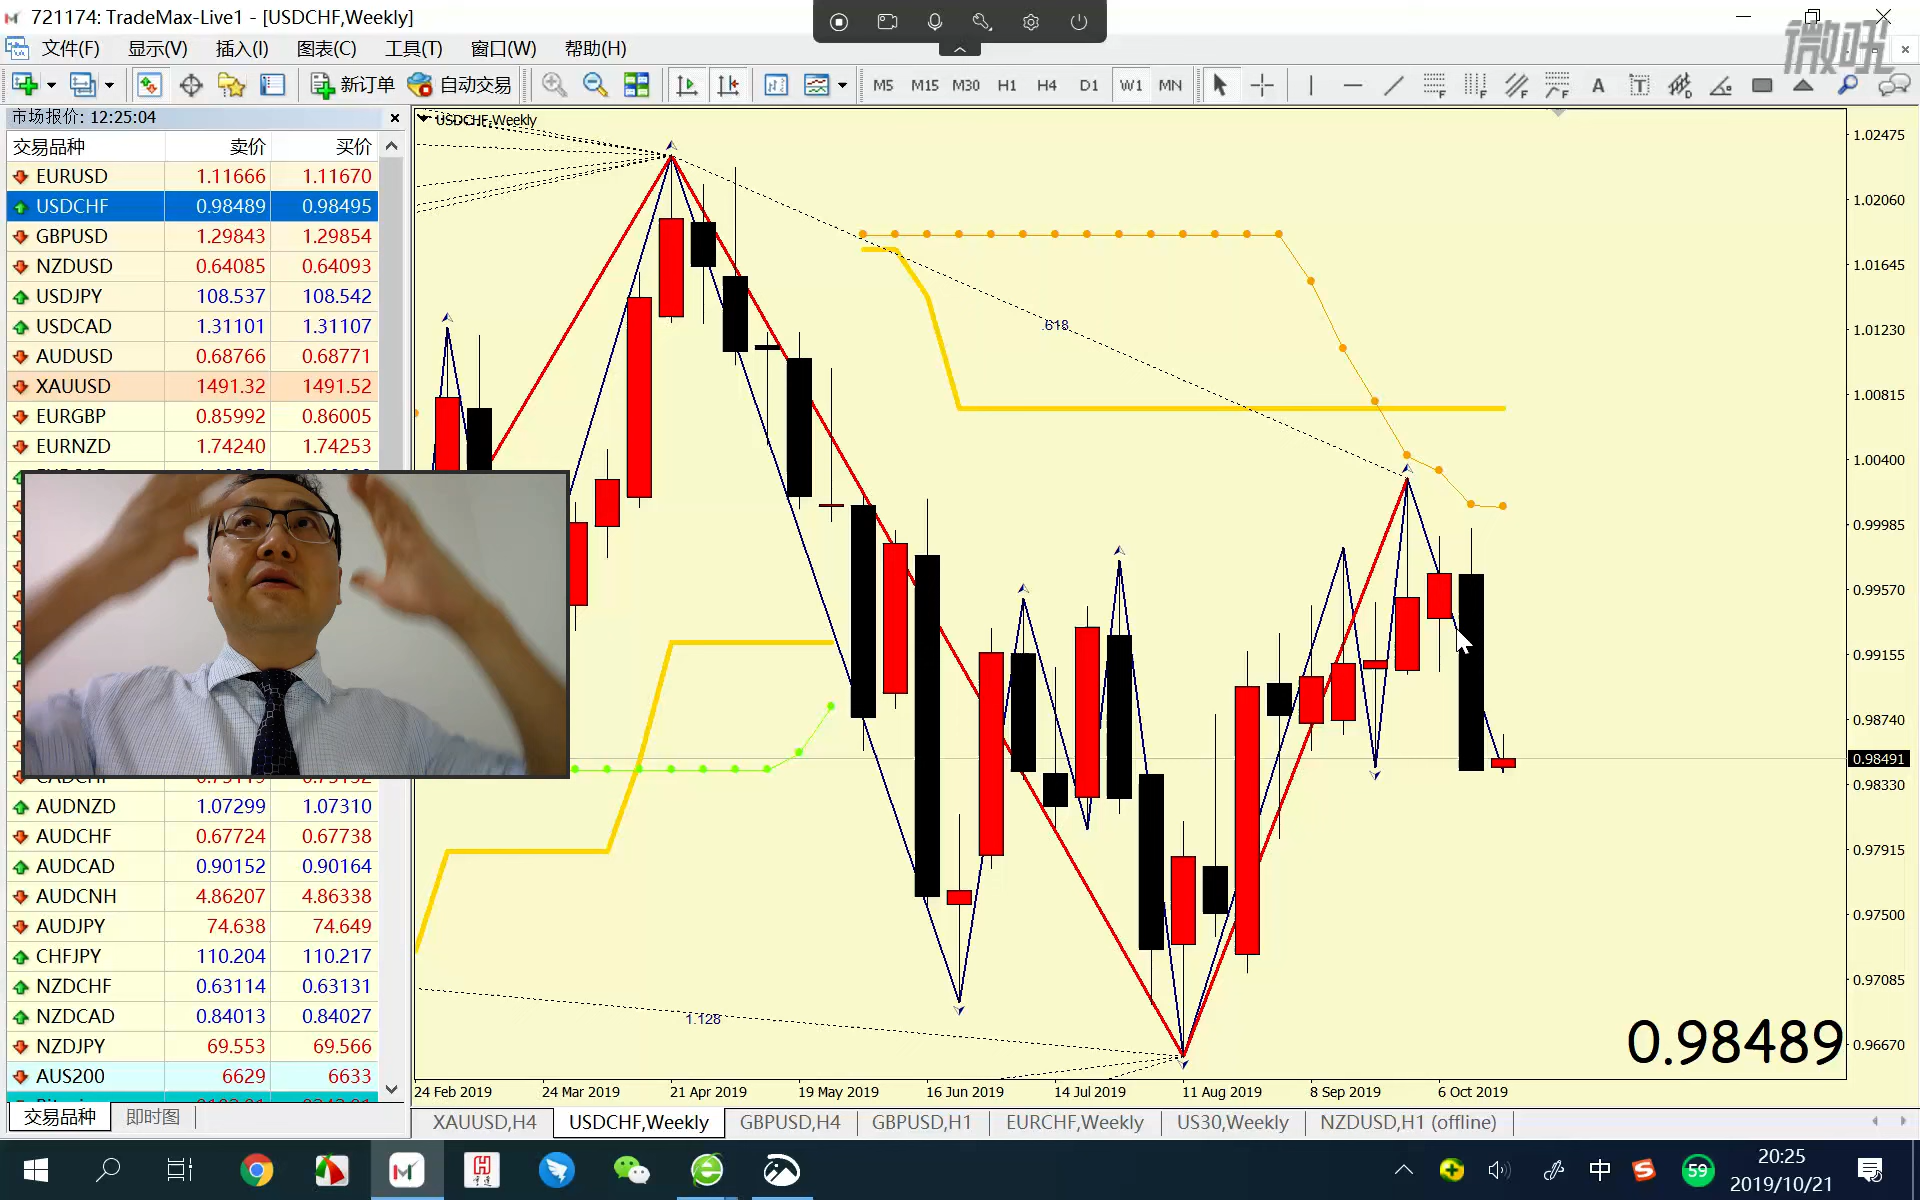 721174: TradeMax-Live1 - [USDCHF,Weekly]
微吼
文件(F) 显示(V) 插入(I) 图表(C) 工具(T) 窗口(W) 帮助(H)
新订单 自动交易 M5 M15 M30 H1 H4 D1 W1 MN
市场报价: 12:25:04
交易品种 卖价 买价
EURUSD 1.11666 1.11670
USDCHF 0.98489 0.98495
GBPUSD 1.29843 1.29854
NZDUSD 0.64085 0.64093
USDJPY 108.537 108.542
USDCAD 1.31101 1.31107
AUDUSD 0.68766 0.68771
XAUUSD 1491.32 1491.52
EURGBP 0.85992 0.86005
EURNZD 1.74240 1.74253
AUDNZD 1.07299 1.07310
AUDCHF 0.67724 0.67738
AUDCAD 0.90152 0.90164
AUDCNH 4.86207 4.86338
AUDJPY 74.638 74.649
CHFJPY 110.204 110.217
NZDCHF 0.63114 0.63131
NZDCAD 0.84013 0.84027
NZDJPY 69.553 69.566
AUS200 6629 6633
交易品种 即时图
USDCHF,Weekly
.618
1.128
1.02475
1.02060
1.01645
1.01230
1.00815
1.00400
0.99985
0.99570
0.99155
0.98740
0.98491
0.98330
0.97915
0.97500
0.97085
0.96670
0.98489
24 Feb 2019 24 Mar 2019 21 Apr 2019 19 May 2019 16 Jun 2019 14 Jul 2019 11 Aug 2019 8 Sep 2019 6 Oct 2019
XAUUSD,H4 USDCHF,Weekly GBPUSD,H4 GBPUSD,H1 EURCHF,Weekly US30,Weekly NZDUSD,H1 (offline)
中 59
20:25
2019/10/21